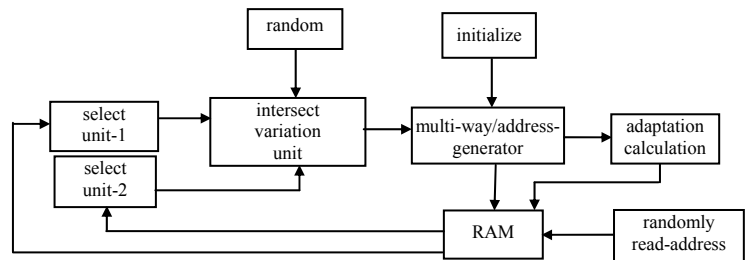 random
initialize
select
unit-1
intersect
variation
unit
multi-way/address-
generator
adaptation
calculation
select
unit-2
RAM
randomly
read-address